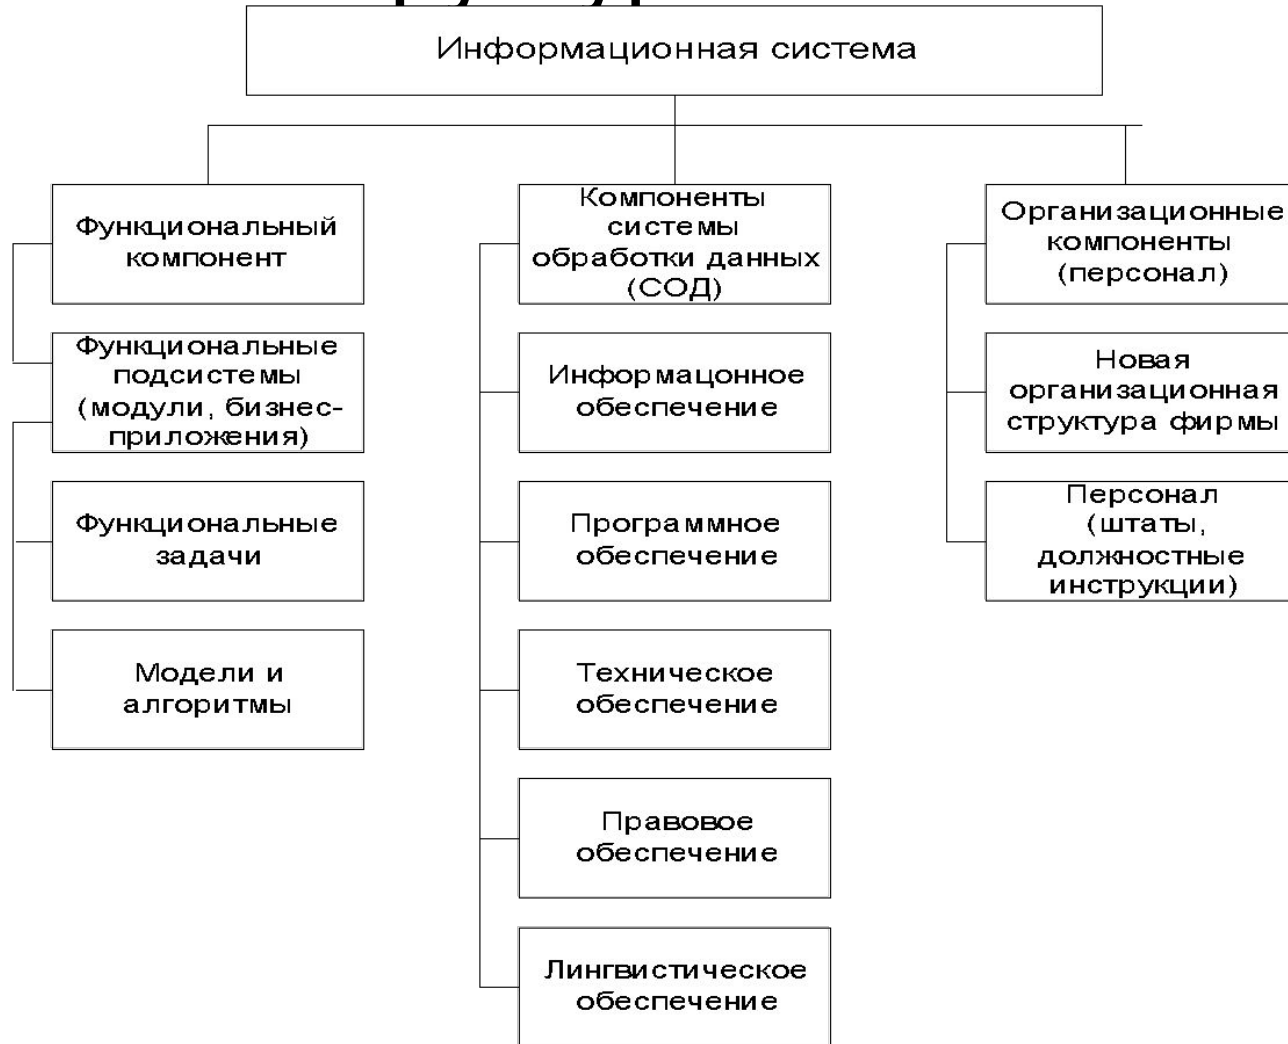 Информационная система
Функциональный
компонент
Функциональные
подсистемы
(модули, бизнес-
приложения)
Функциональные
задачи
Модели и
алгоритмы
Компоненты
системы
обработки данных
(СОД)
Информацонное
обеспечение
Программное
обеспечение
Техническое
обеспечение
Правовое
обеспечение
Лингвистическое
обеспечение
Организационные
компоненты
(персонал)
Новая
организационная
структура фирмы
Персонал
(штаты,
должностные
инструкции)